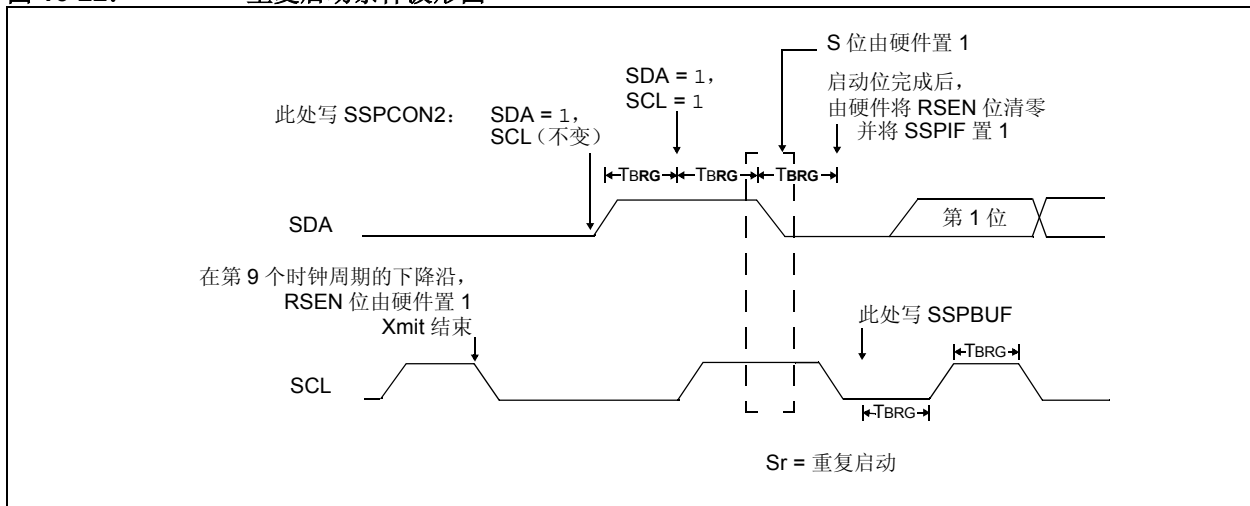 S 位由硬件置 1
SDA = 1，
SCL = 1
启动位完成后，
由硬件将 RSEN 位清零
并将 SSPIF 置 1
此处写 SSPCON2：
SDA = 1，
SCL（不变）
TBRG
TBRG
TBRG
SDA
第 1 位
在第 9 个时钟周期的下降沿，
RSEN 位由硬件置 1
Xmit 结束
此处写 SSPBUF
TBRG
SCL
TBRG
Sr = 重复启动